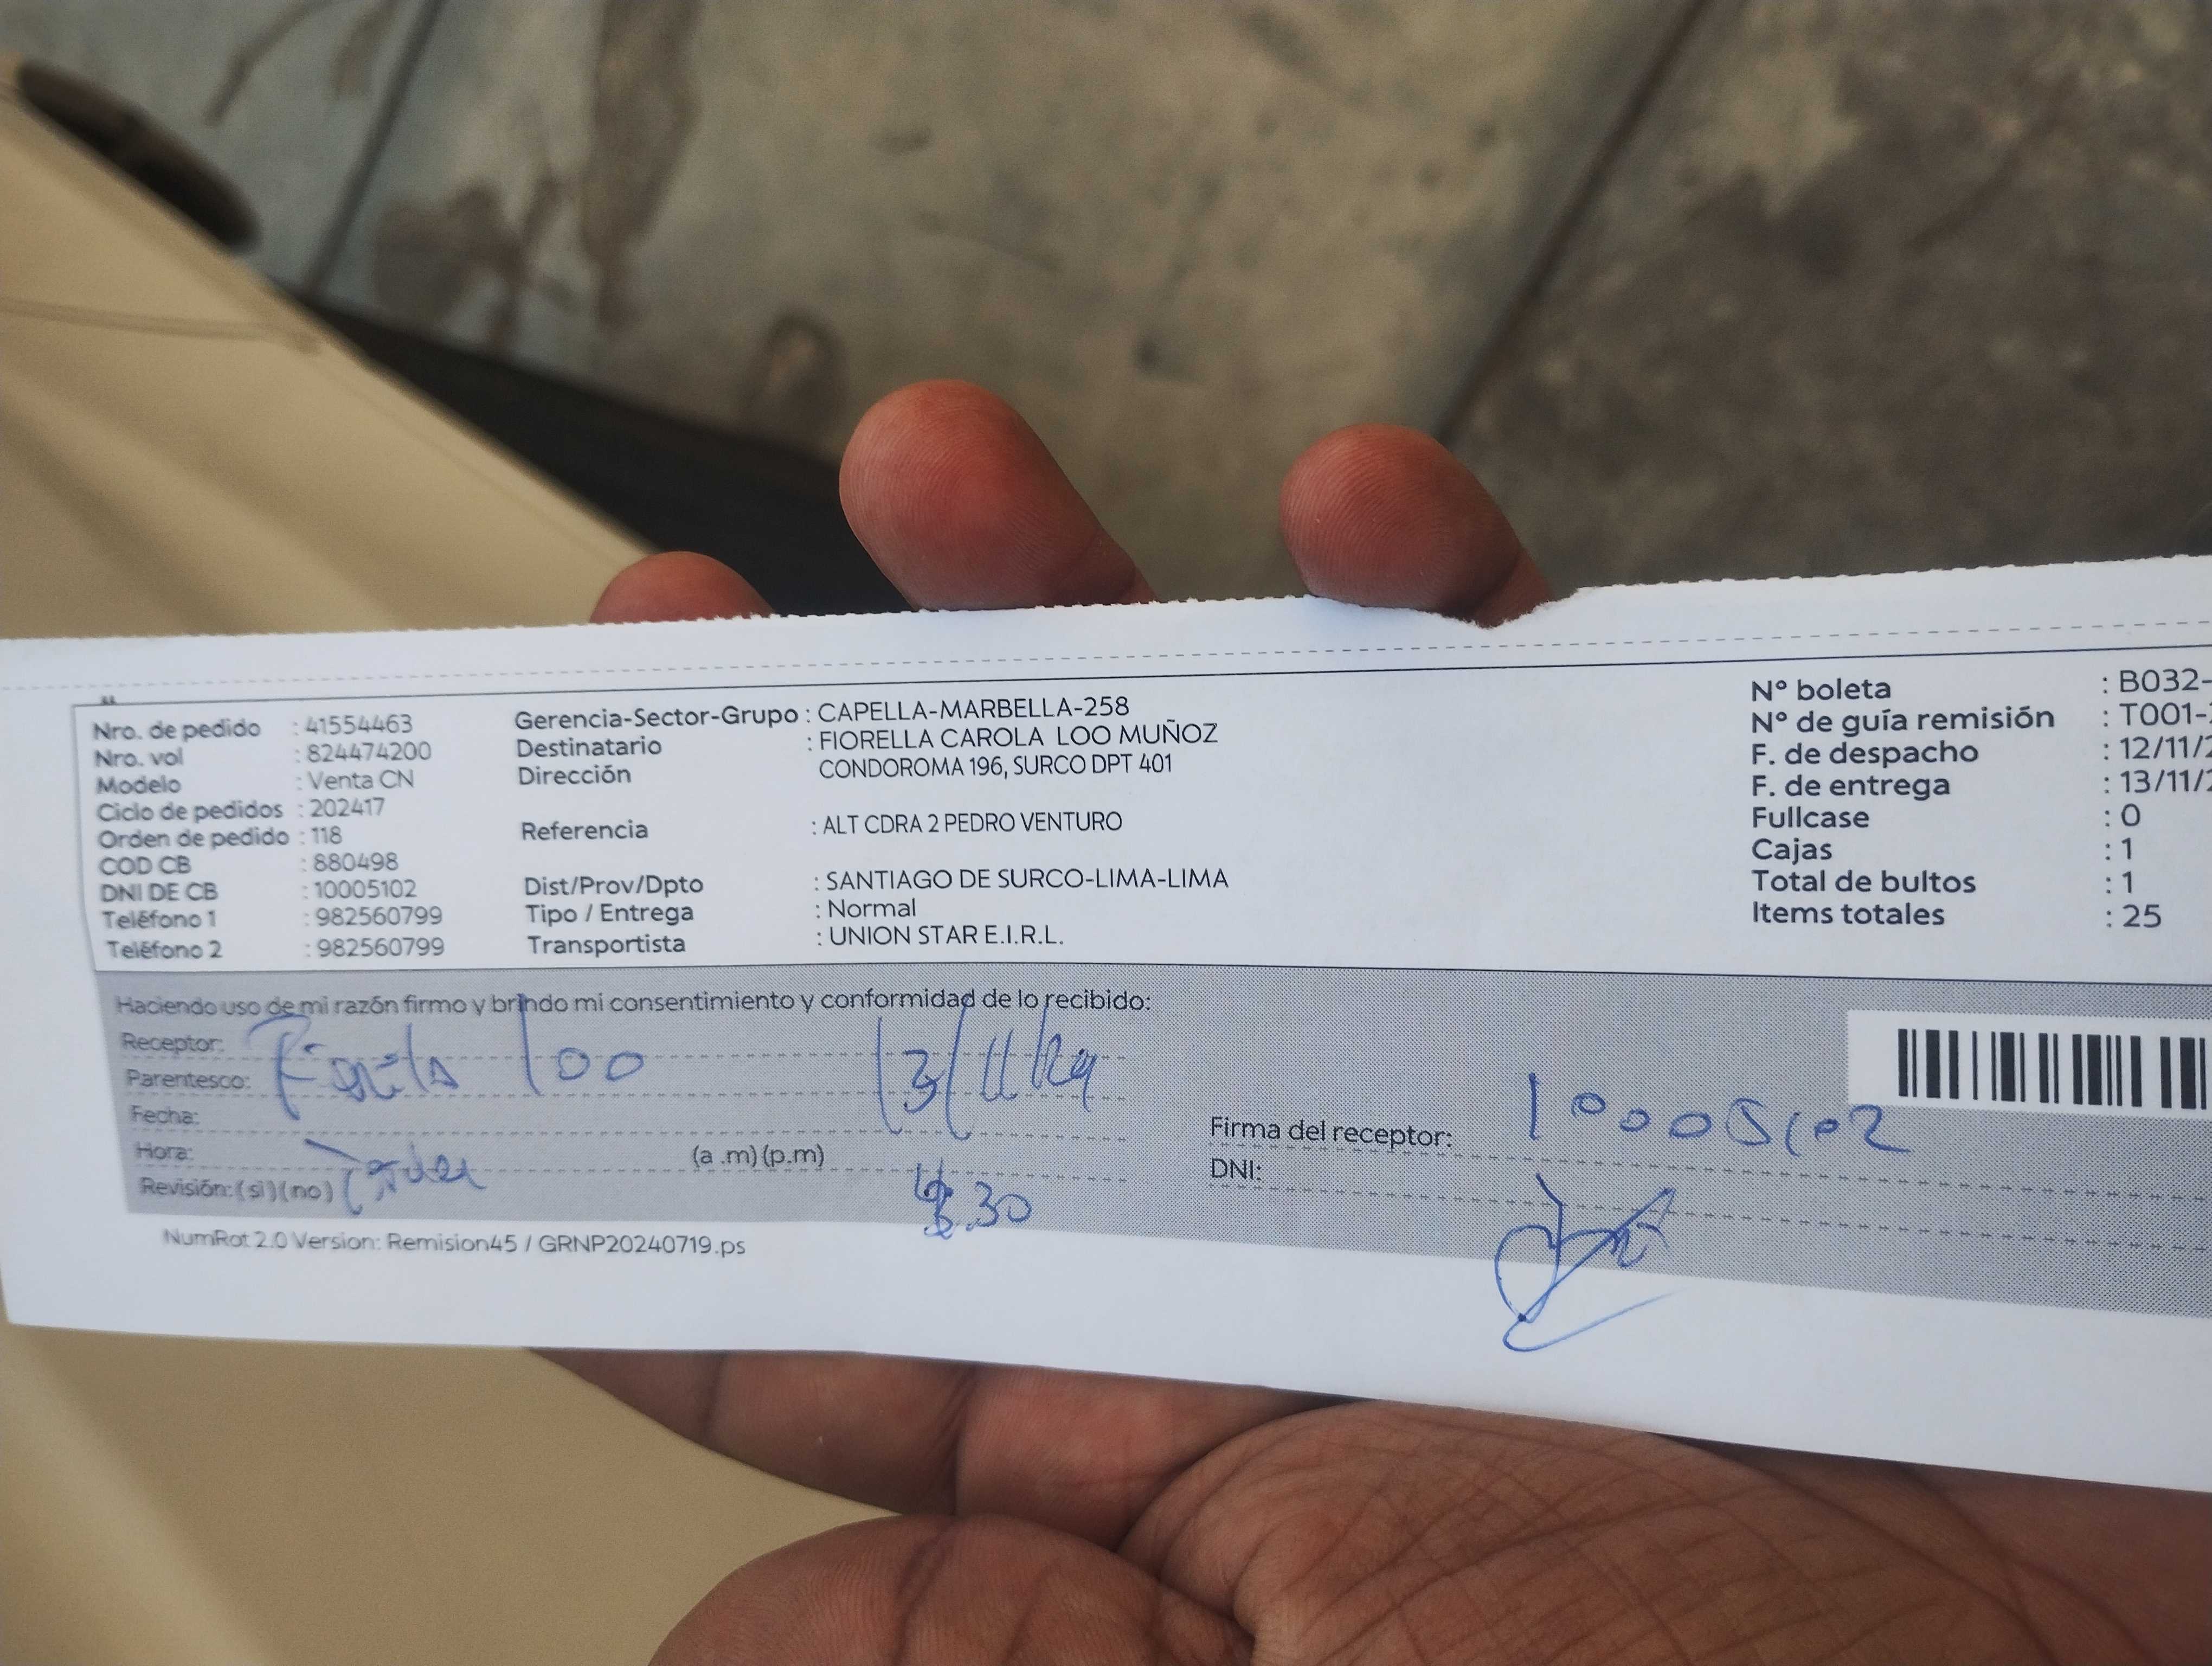 Nro. de pedido : 41554463
Nro. vol : 824474200
Modelo : Venta CN
Ciclo de pedidos : 202417
Orden de pedido : 118
COD CB : 880498
DNI DE CB : 10005102
Teléfono 1 : 982560799
Teléfono 2 : 982560799
Gerencia-Sector-Grupo : CAPELLA-MARBELLA-258
Destinatario : FIORELLA CAROLA LOO MUÑOZ
Dirección CONDOROMA 196, SURCO DPT 401
Referencia : ALT CDRA 2 PEDRO VENTURO
Dist/Prov/Dpto : SANTIAGO DE SURCO-LIMA-LIMA
Tipo / Entrega : Normal
Transportista : UNION STAR E.I.R.L.
N° boleta : B032-
N° de guía remisión : T001-
F. de despacho : 12/11/2
F. de entrega : 13/11/2
Fullcase : 0
Cajas : 1
Total de bultos : 1
Items totales : 25
Haciendo uso de mi razón firmo y brindo mi consentimiento y conformidad de lo recibido:
Receptor: Loo 13/11/24
Parentesco:
Fecha:
Hora: (a .m) (p.m)
Revisión: (si) (no)
Firma del receptor: 10005102
DNI:
NumRot 2.0 Version: Remision45 / GRNP20240719.ps